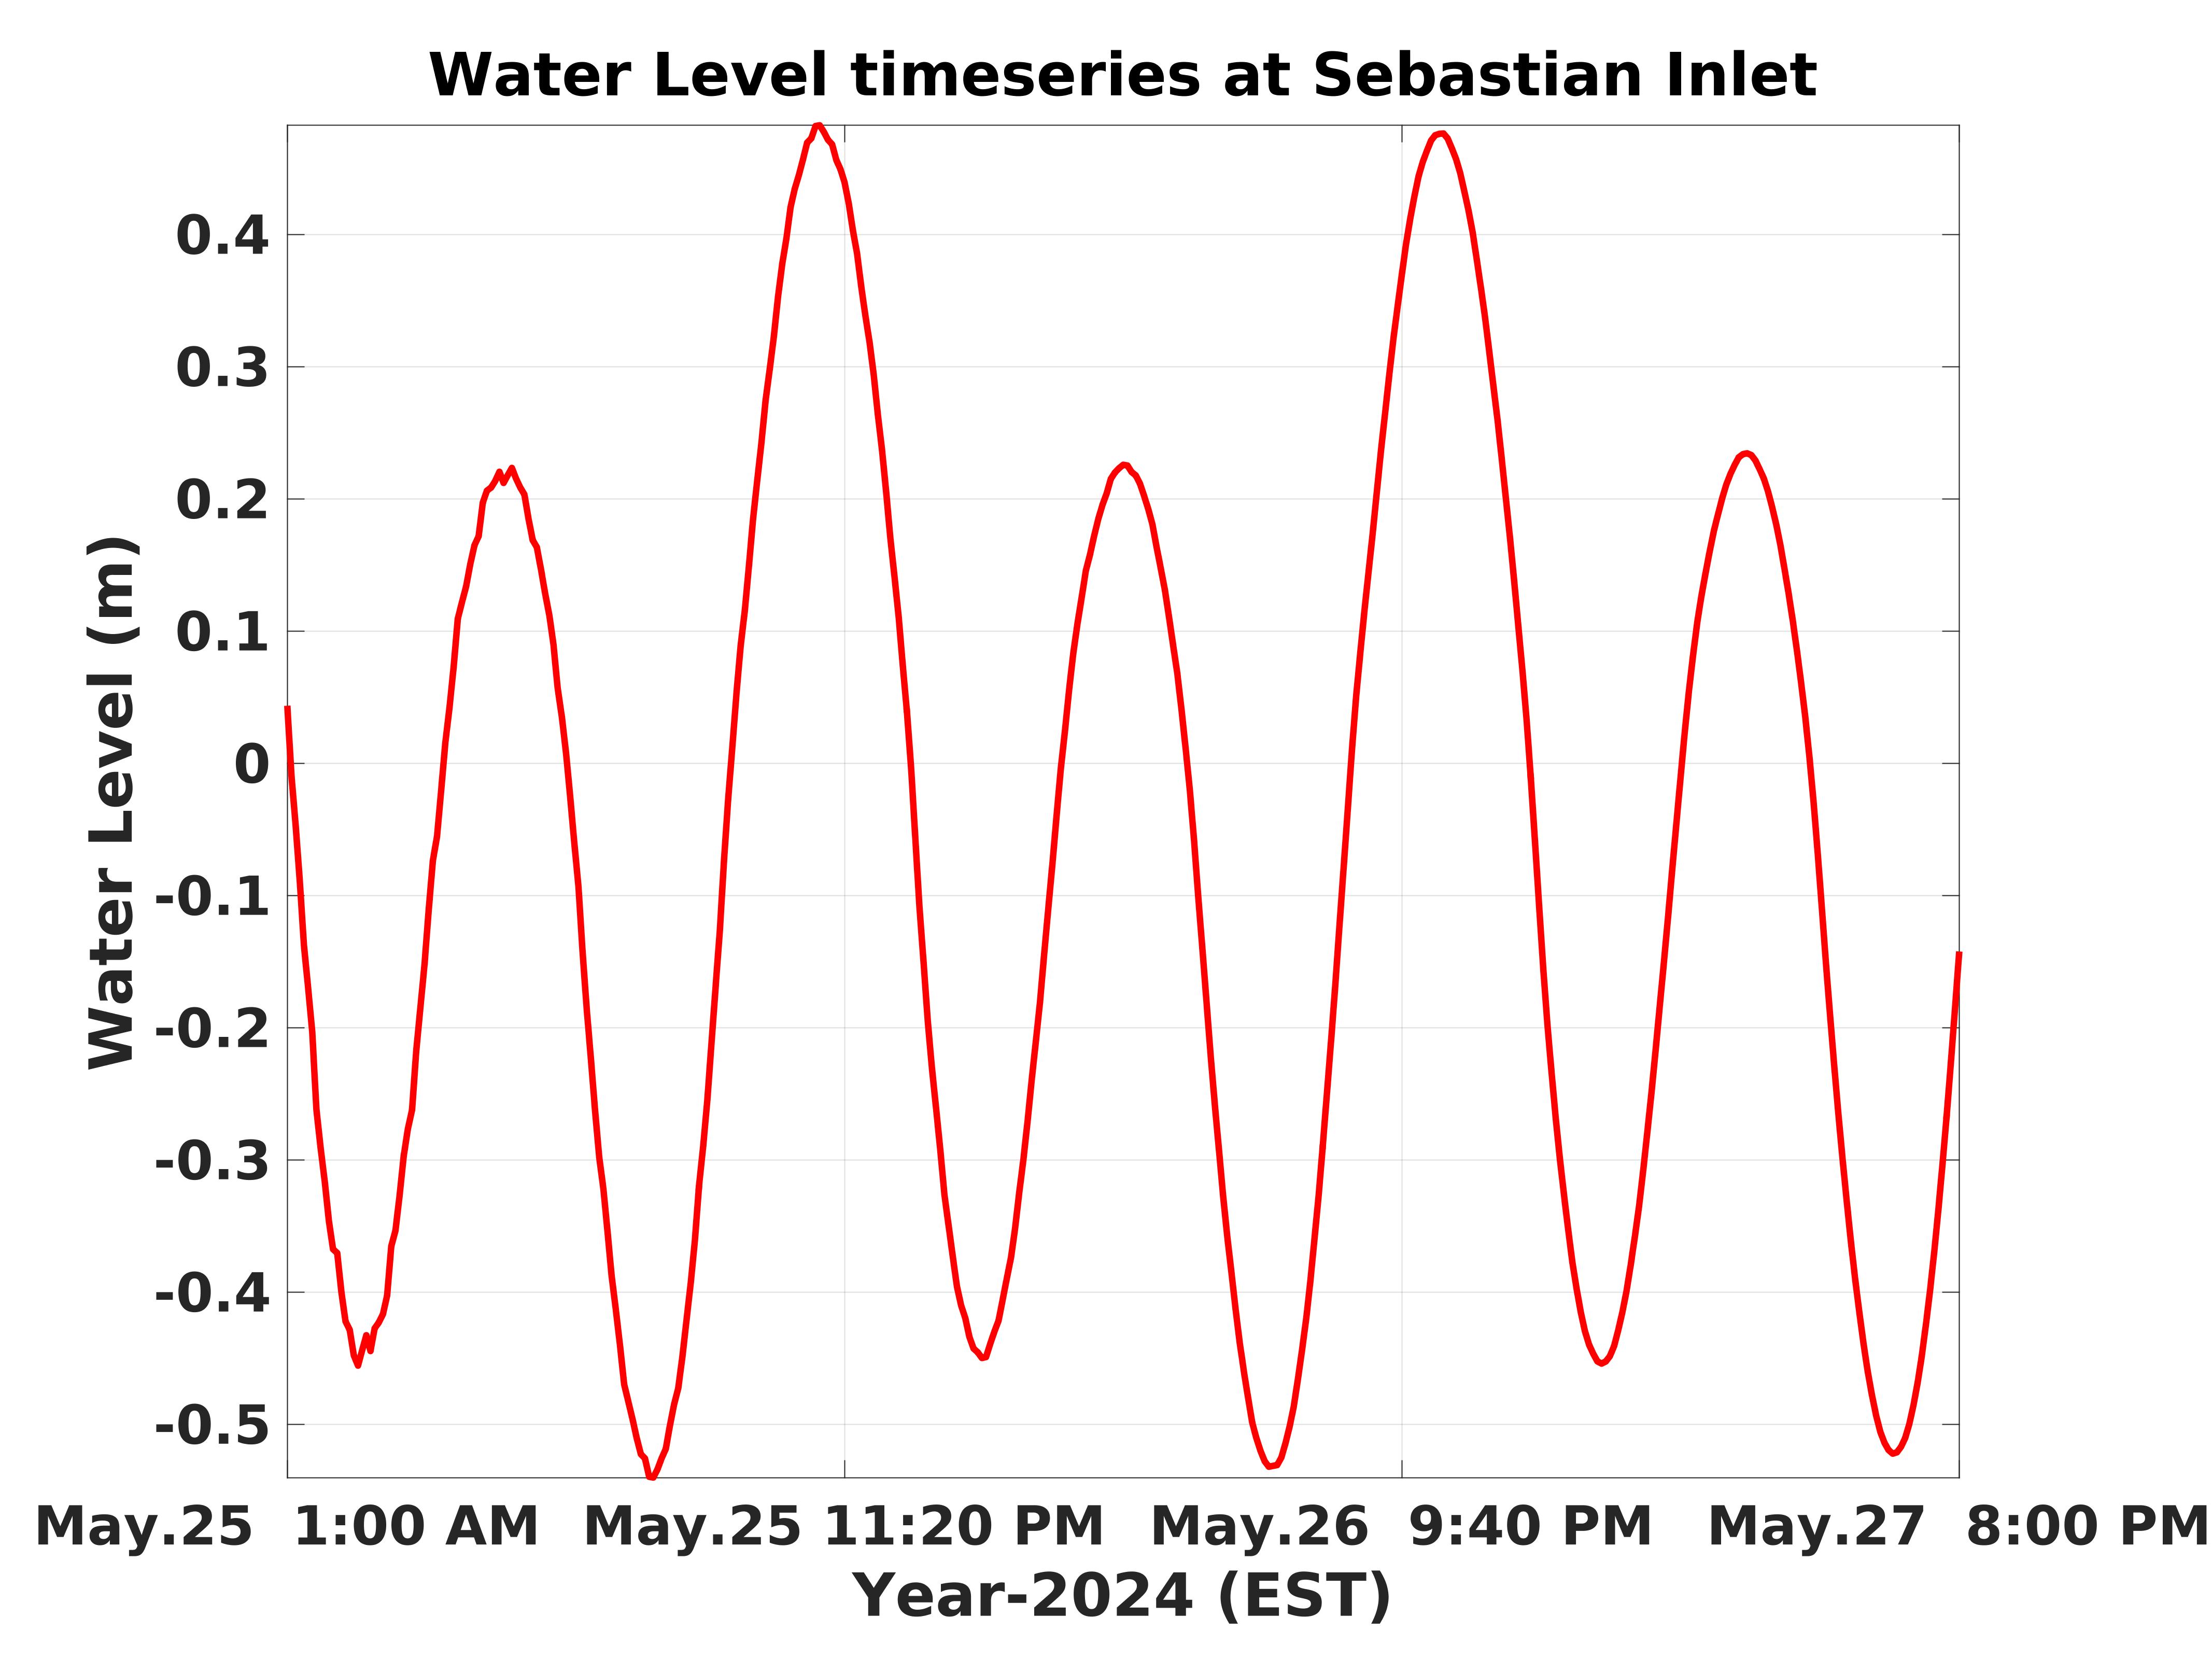 Water Level timeseries at Sebastian Inlet
Water Level (m)
0.4
0.3
0.2
0.1
0
-0.1
-0.2
-0.3
-0.4
-0.5
May.25 1:00 AM May.25 11:20 PM May.26 9:40 PM May.27 8:00 PM
Year-2024 (EST)